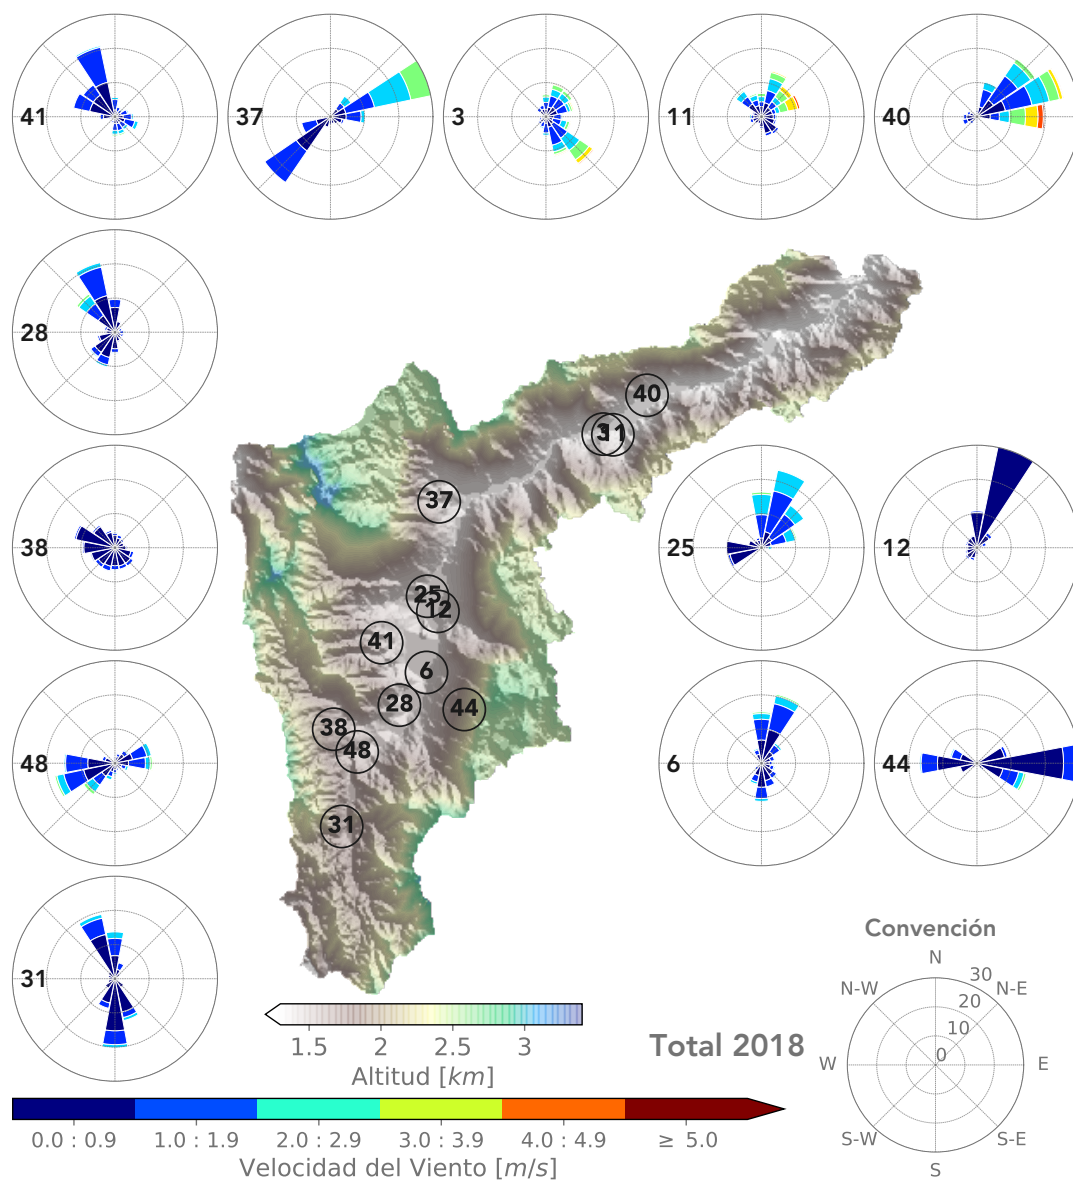 41
37
3
11
40
28
40
3
11
37
38
25
12
25
12
41
6
28
44
38
48
48
6
44
31
31
Convención
N
N-W
30
N-E
20
10
0
W
E
S-W
S-E
S
1.5
2
2.5
3
Altitud [km]
Total 2018
0.0 : 0.9
1.0 : 1.9
2.0 : 2.9
3.0 : 3.9
4.0 : 4.9
≥ 5.0
Velocidad del Viento [m/s]